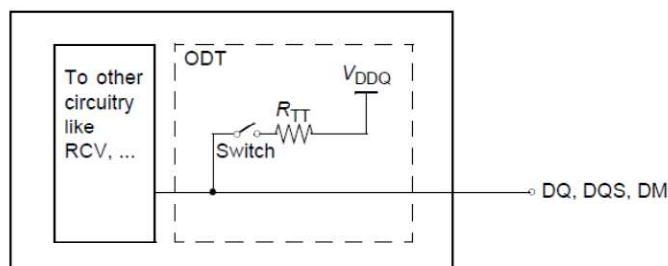 ODT
To other
circuitry
like
RCV, ...
VDDQ
RTT
Switch
DQ, DQS, DM